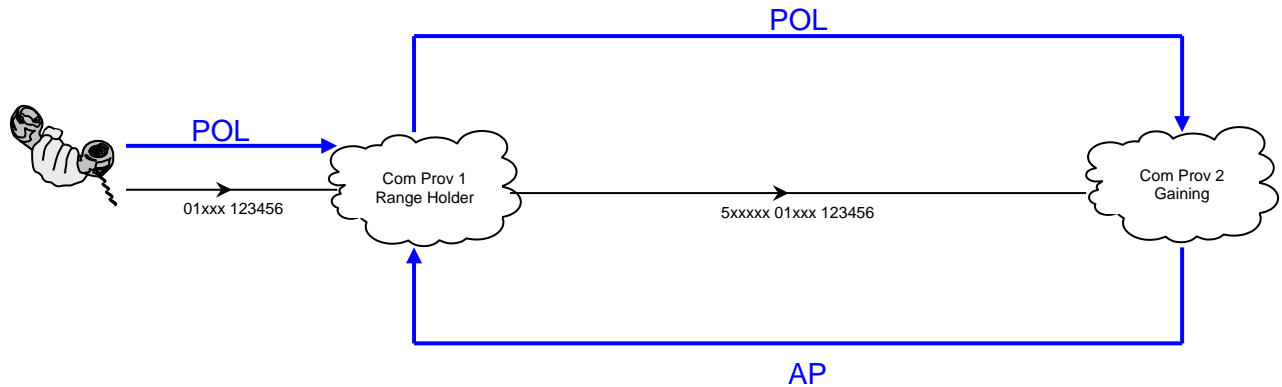 POL
POL
Com Prov 1
Range Holder
Com Prov 2
Gaining
01xxx 123456
5xxxxx 01xxx 123456
AP